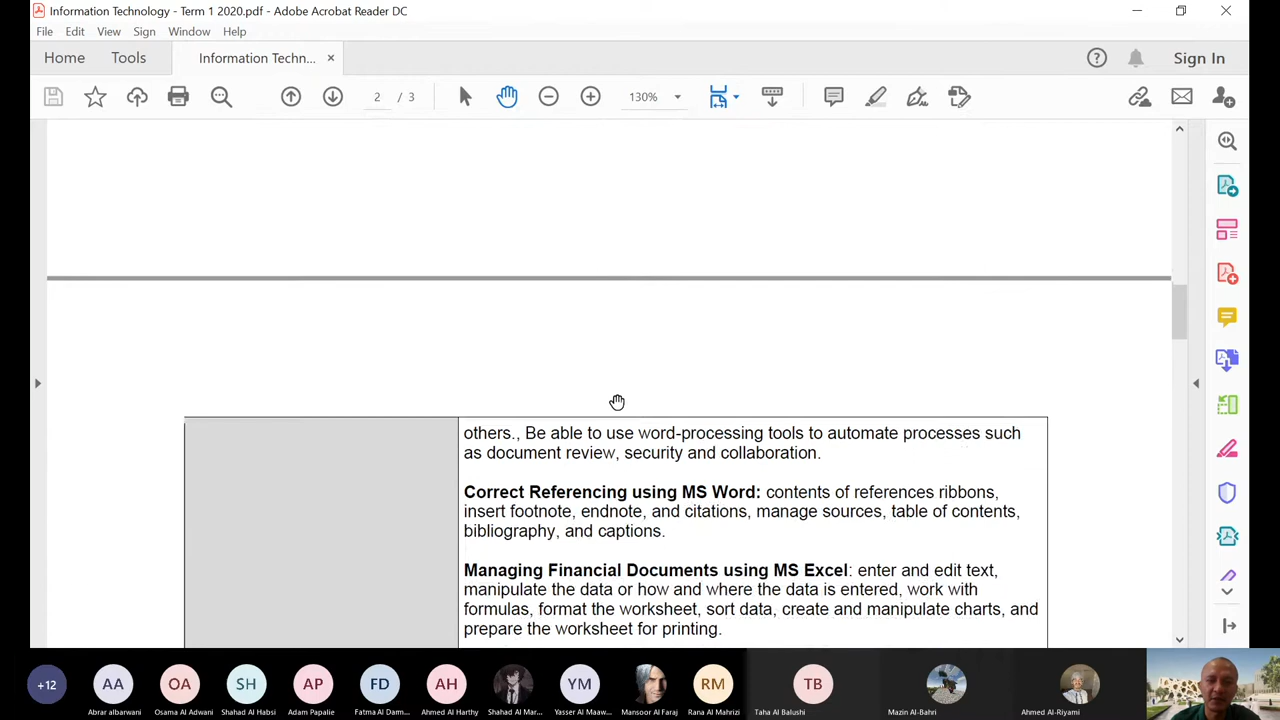 Information Technology - Term 1 2020.pdf - Adobe Acrobat Reader DC
File Edit View Sign Window Help
Home Tools Information Techn... × Sign In
2 / 3 130%
others., Be able to use word-processing tools to automate processes such
as document review, security and collaboration.
Correct Referencing using MS Word: contents of references ribbons,
insert footnote, endnote, and citations, manage sources, table of contents,
bibliography, and captions.
Managing Financial Documents using MS Excel: enter and edit text,
manipulate the data or how and where the data is entered, work with
formulas, format the worksheet, sort data, create and manipulate charts, and
prepare the worksheet for printing.
+12 AA OA SH AP FD AH YM RM TB
Abrar albarwani Osama Al Adwani Shahad Al Habsi Adam Papalie Fatma Al Dam... Ahmed Al Harthy Shahad Al Mar... Yasser Al Maaw... Mansoor Al Faraj Rana Al Mahrizi Taha Al Balushi Mazin Al-Bahri Ahmed Al-Riyami